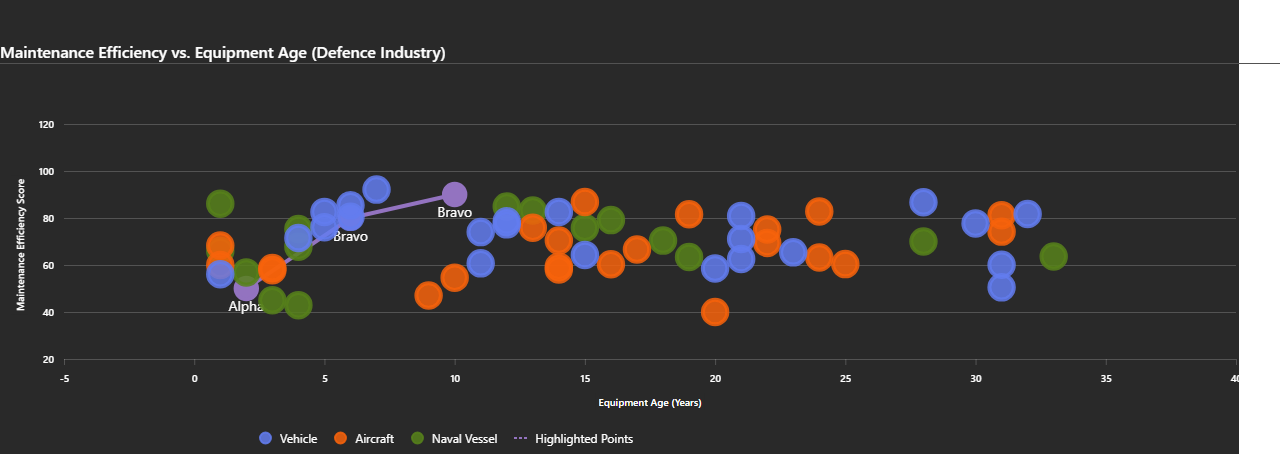 Maintenance Efficiency vs. Equipment Age (Defence Industry)
120
100
80
60
40
20
Maintenance Efficiency Score
Bravo
Bravo
Alpha
-5 0 5 10 15 20 25 30 35 40
Equipment Age (Years)
Vehicle Aircraft Naval Vessel Highlighted Points